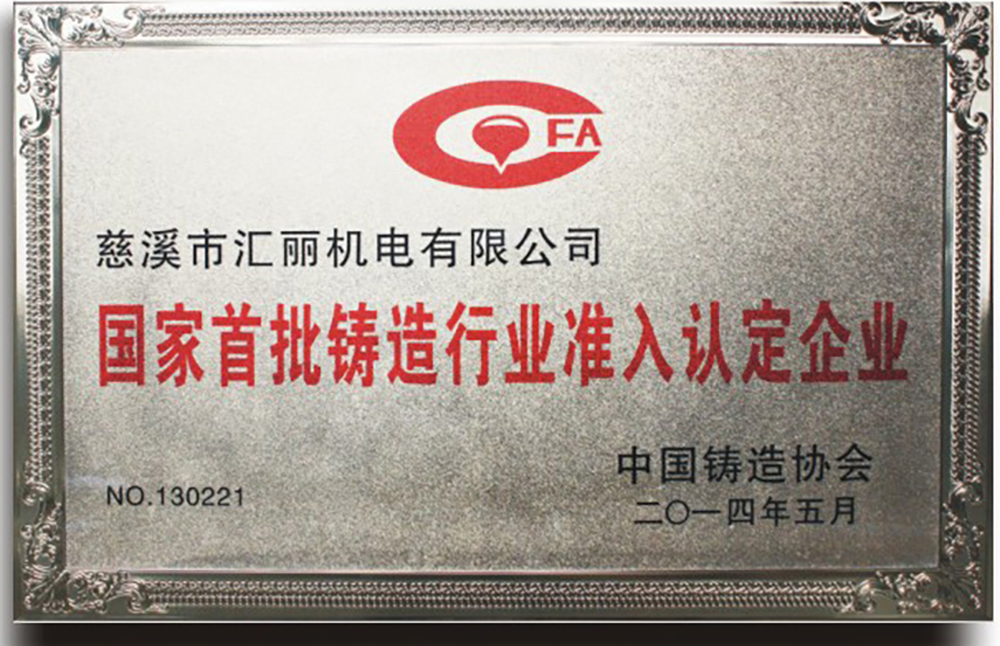 CFA
慈溪市汇丽机电有限公司
国家首批铸造行业准入认定企业
中国铸造协会
NO.130221
二〇一四年五月